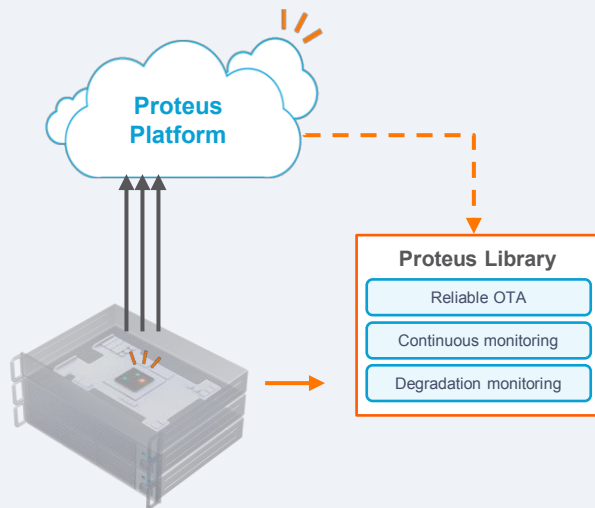 Proteus
Platform
Proteus Library
Reliable OTA
Continuous monitoring
Degradation monitoring